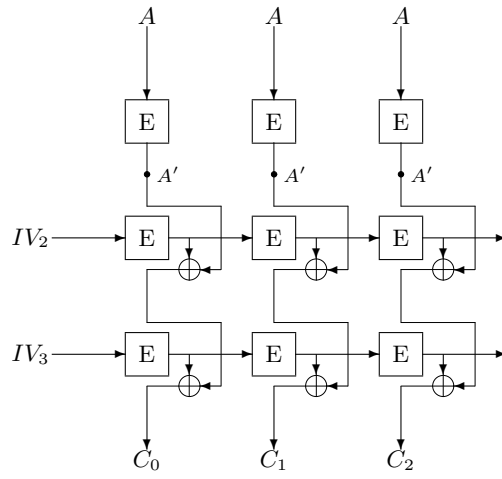 A A A
E E E
A′ A′ A′
IV₂ E E E
IV₃ E E E
C₀ C₁ C₂